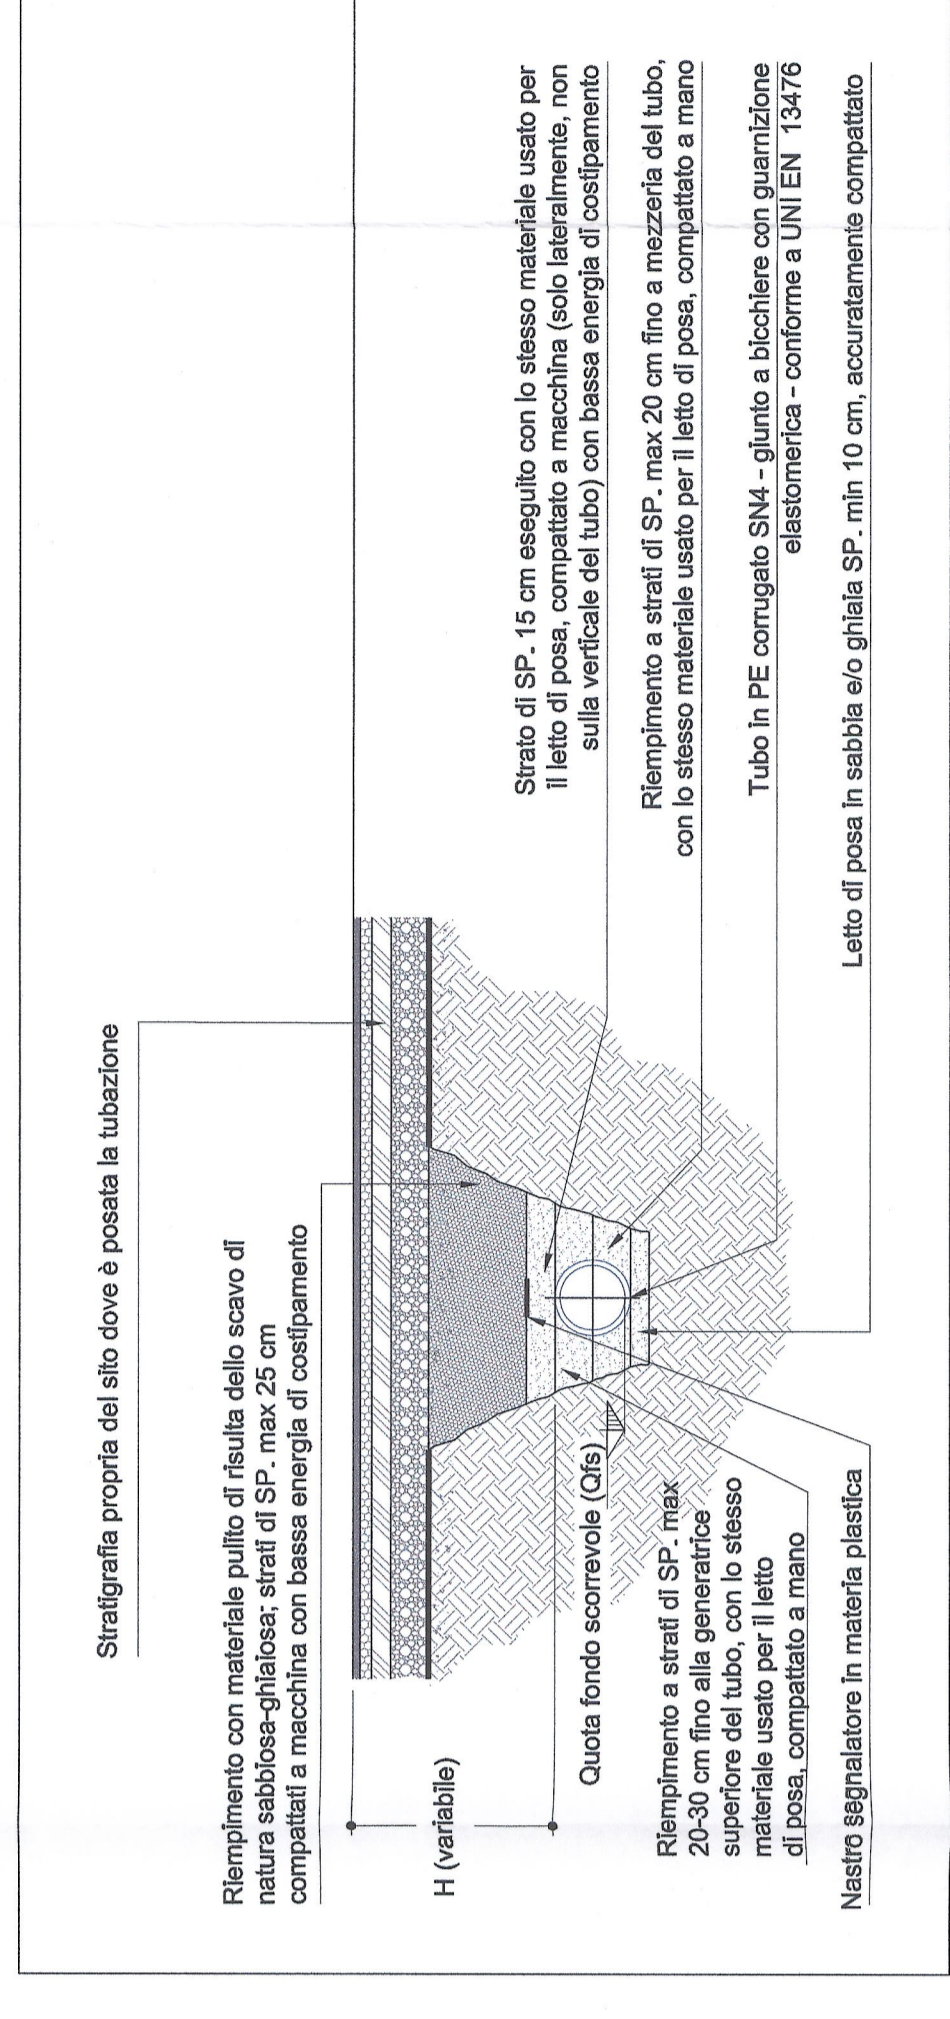 Stratigrafia propria del sito dove è posata la tubazione
Riempimento con materiale pulito di risulta dello scavo di
natura sabbiosa-ghiaiosa; strati di SP. max 25 cm
compattati a macchina con bassa energia di costipamento
H (variabile)
Quota fondo scorrevole (Qfs)
Riempimento a strati di SP. max
20-30 cm fino alla generatrice
superiore del tubo, con lo stesso
materiale usato per il letto
di posa, compattato a mano
Nastro segnalatore in materia plastica
Strato di SP. 15 cm eseguito con lo stesso materiale usato per
il letto di posa, compattato a macchina (solo lateralmente, non
sulla verticale del tubo) con bassa energia di costipamento
Riempimento a strati di SP. max 20 cm fino a mezzeria del tubo,
con lo stesso materiale usato per il letto di posa, compattato a mano
Tubo in PE corrugato SN4 - giunto a bicchiere con guarnizione
elastomerica - conforme a UNI EN 13476
Letto di posa in sabbia e/o ghiaia SP. min 10 cm, accuratamente compattato